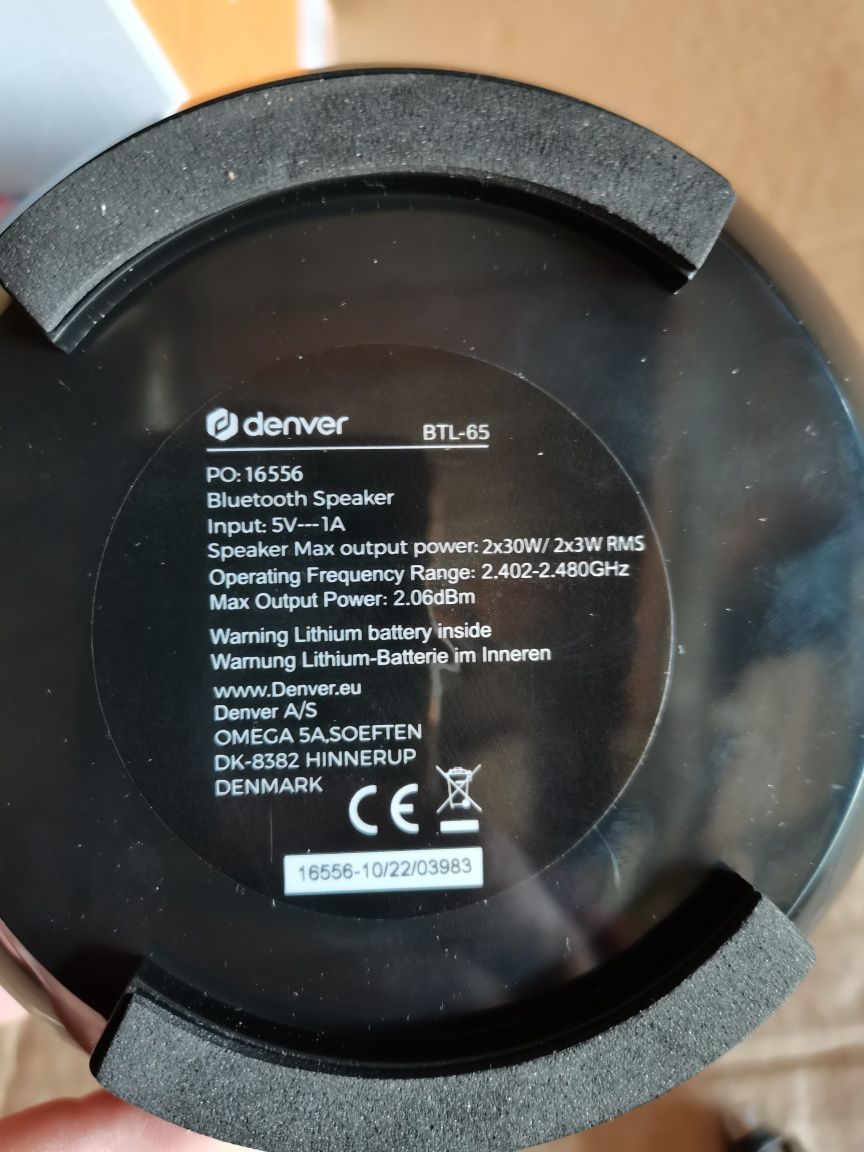 denver BTL-65
PO: 16556
Bluetooth Speaker
Input: 5V---1A
Speaker Max output power: 2x30W/ 2x3W RMS
Operating Frequency Range: 2.402-2.480GHz
Max Output Power: 2.06dBm
Warning Lithium battery inside
Warnung Lithium-Batterie im Inneren
www.Denver.eu
Denver A/S
OMEGA 5A,SOEFTEN
DK-8382 HINNERUP
DENMARK
CE
16556-10/22/03983